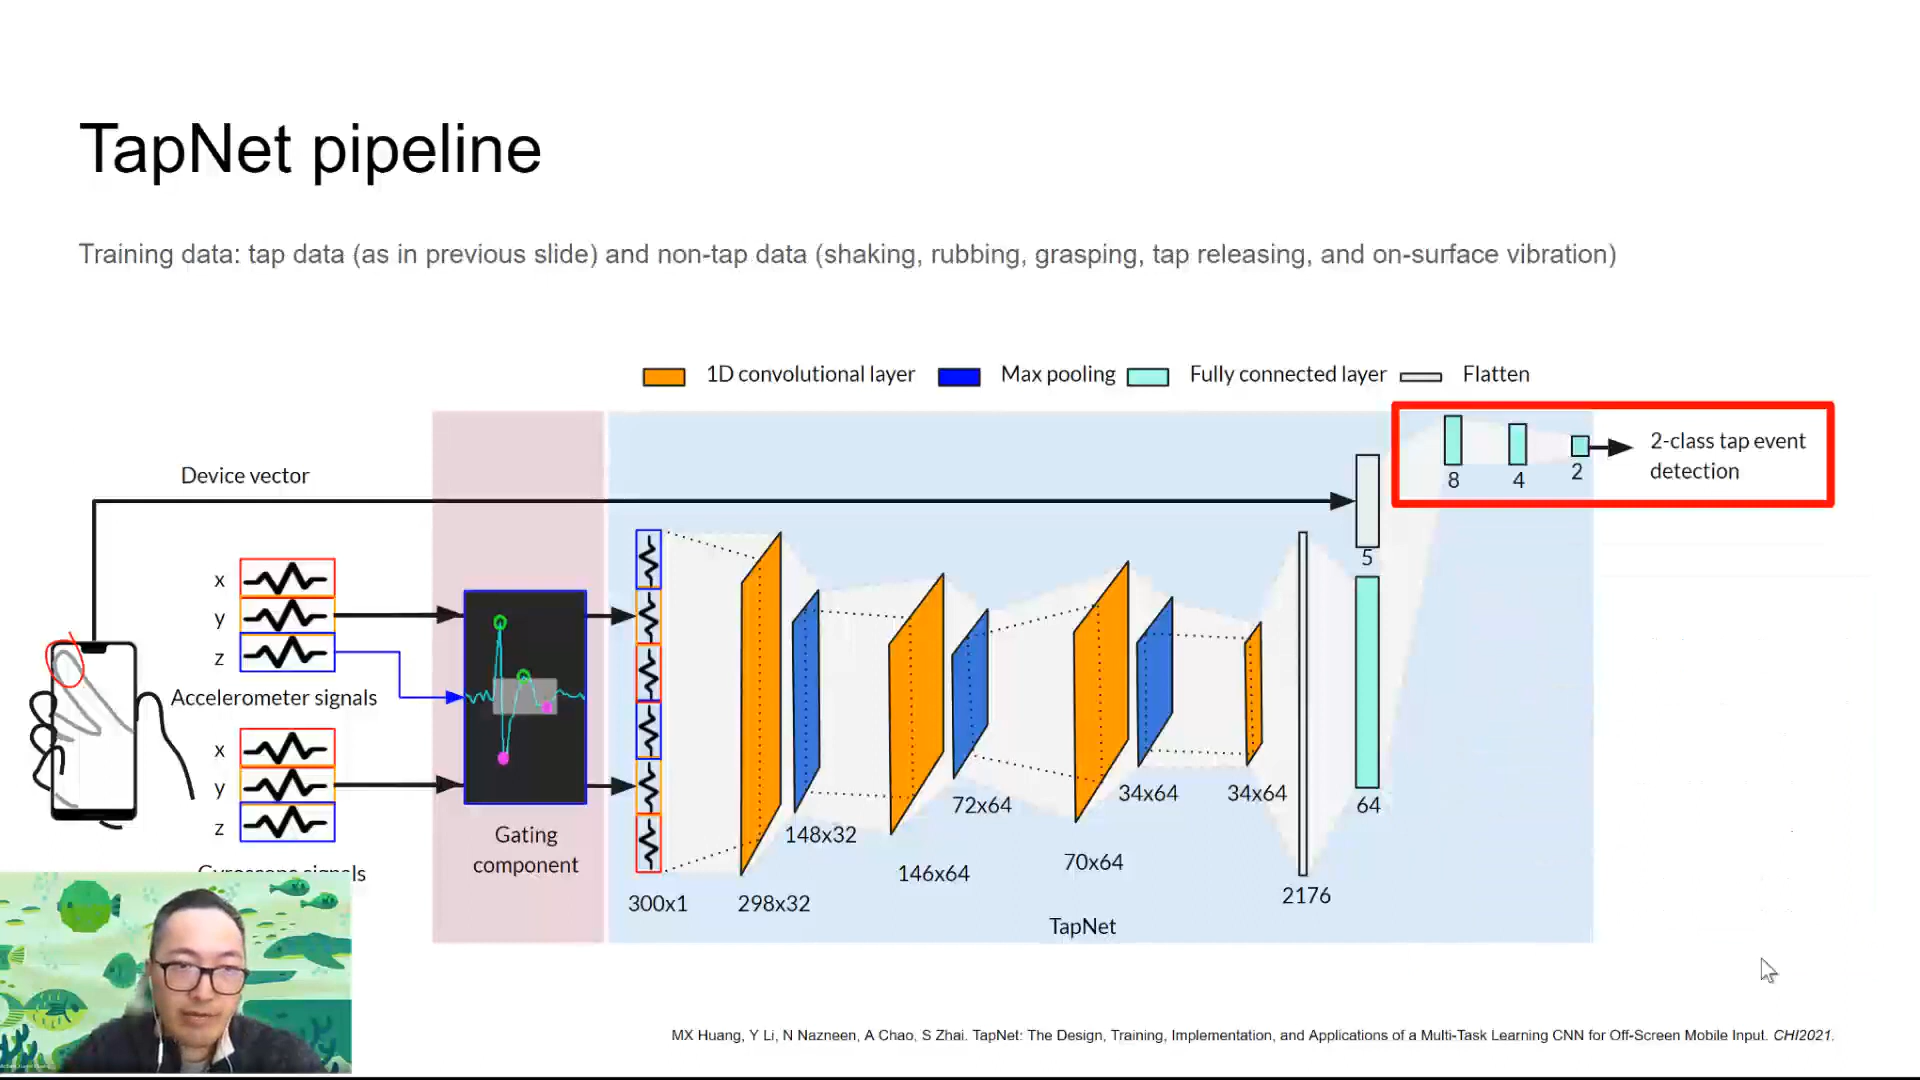 TapNet pipeline
Training data: tap data (as in previous slide) and non-tap data (shaking, rubbing, grasping, tap releasing, and on-surface vibration)
1D convolutional layer Max pooling Fully connected layer Flatten
Device vector
x
y
z
Accelerometer signals
x
y
z
Gyroscope signals
Gating
component
300x1
298x32
148x32
146x64
72x64
70x64
34x64
34x64
2176
5
64
TapNet
8
4
2
2-class tap event
detection
MX Huang, Y Li, N Nazneen, A Chao, S Zhai. TapNet: The Design, Training, Implementation, and Applications of a Multi-Task Learning CNN for Off-Screen Mobile Input. CHI2021.